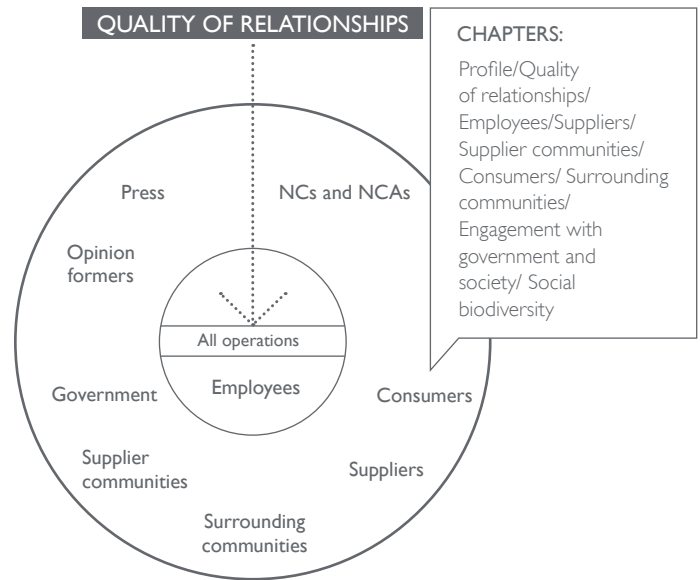 QUALITY OF RELATIONSHIPS
CHAPTERS:
Profile/Quality
of relationships/
Employees/Suppliers/
Supplier communities/
Consumers/ Surrounding
communities/
Engagement with
government and
society/ Social
biodiversity
Press
NCs and NCAs
Opinion
formers
All operations
Employees
Government
Consumers
Supplier
communities
Suppliers
Surrounding
communities